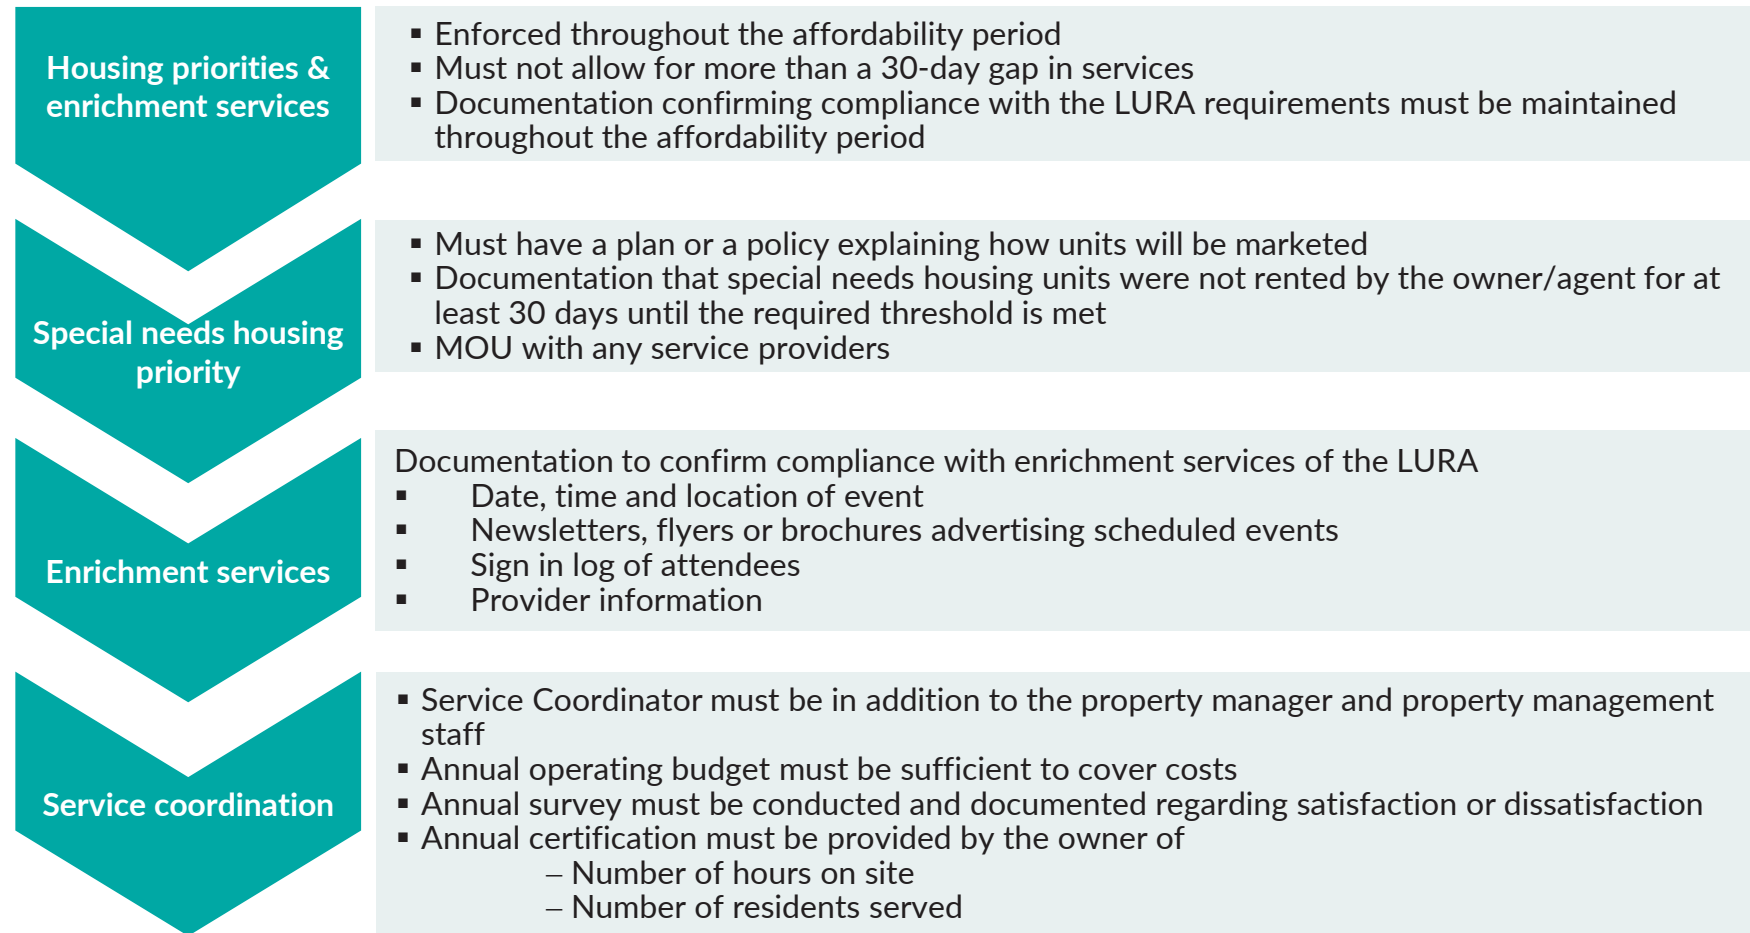 Housing priorities &
enrichment services
▪ Enforced throughout the affordability period
▪ Must not allow for more than a 30-day gap in services
▪ Documentation confirming compliance with the LURA requirements must be maintained
throughout the affordability period
Special needs housing
priority
▪ Must have a plan or a policy explaining how units will be marketed
▪ Documentation that special needs housing units were not rented by the owner/agent for at
least 30 days until the required threshold is met
▪ MOU with any service providers
Enrichment services
Documentation to confirm compliance with enrichment services of the LURA
▪ Date, time and location of event
▪ Newsletters, flyers or brochures advertising scheduled events
▪ Sign in log of attendees
▪ Provider information
Service coordination
▪ Service Coordinator must be in addition to the property manager and property management
staff
▪ Annual operating budget must be sufficient to cover costs
▪ Annual survey must be conducted and documented regarding satisfaction or dissatisfaction
▪ Annual certification must be provided by the owner of
– Number of hours on site
– Number of residents served